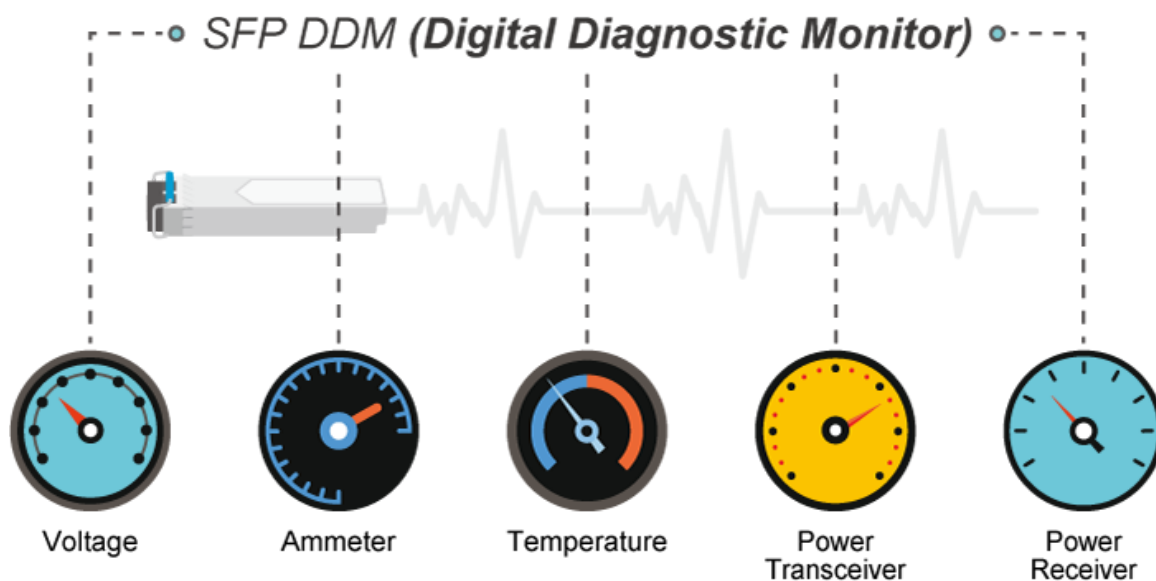 SFP DDM (Digital Diagnostic Monitor)
Voltage
Ammeter
Temperature
Power
Transceiver
Power
Receiver